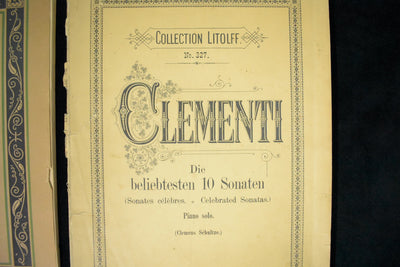 COLLECTION LITOLFF.
No. 327.
CLEMENTI
Die
beliebtesten 10 Sonaten
(Sonates célèbres. - Celebrated Sonatas.)
Piano solo.
(Clemens Schultze.)